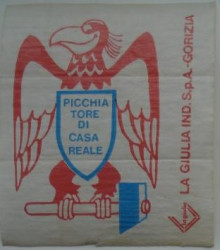 PICCHIA
TORE DI
CASA
REALE
LA GIULIA IND. S.p.A.-GORIZIA